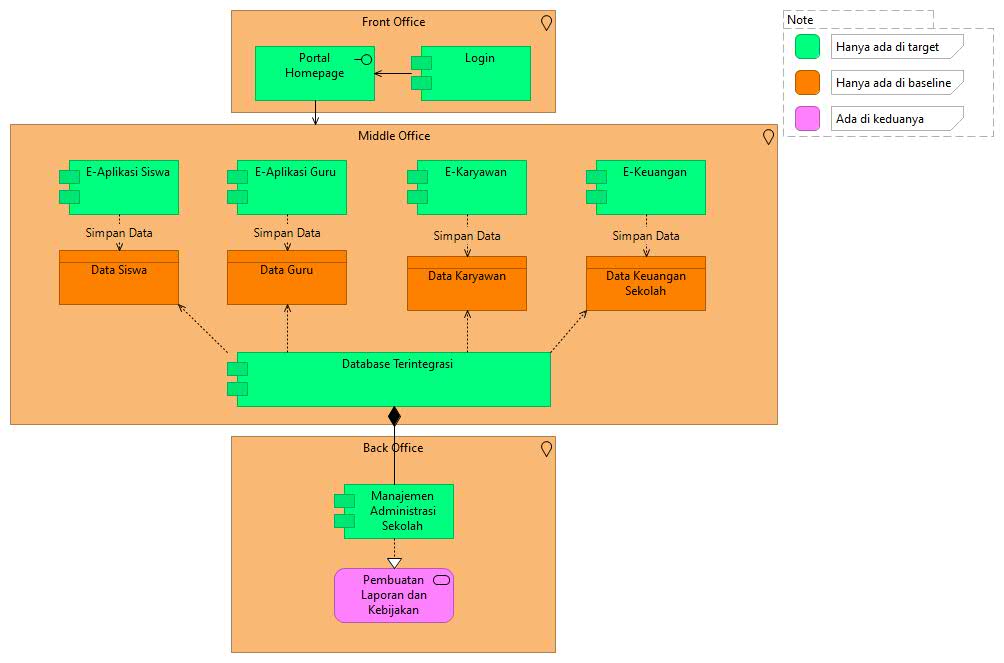 Front Office
Portal
Homepage
Login
Note
Hanya ada di target
Hanya ada di baseline
Ada di keduanya
Middle Office
E-Aplikasi Siswa
E-Aplikasi Guru
E-Karyawan
E-Keuangan
Simpan Data
Simpan Data
Simpan Data
Simpan Data
Data Siswa
Data Guru
Data Karyawan
Data Keuangan
Sekolah
Database Terintegrasi
Back Office
Manajemen
Administrasi
Sekolah
Pembuatan
Laporan dan
Kebijakan